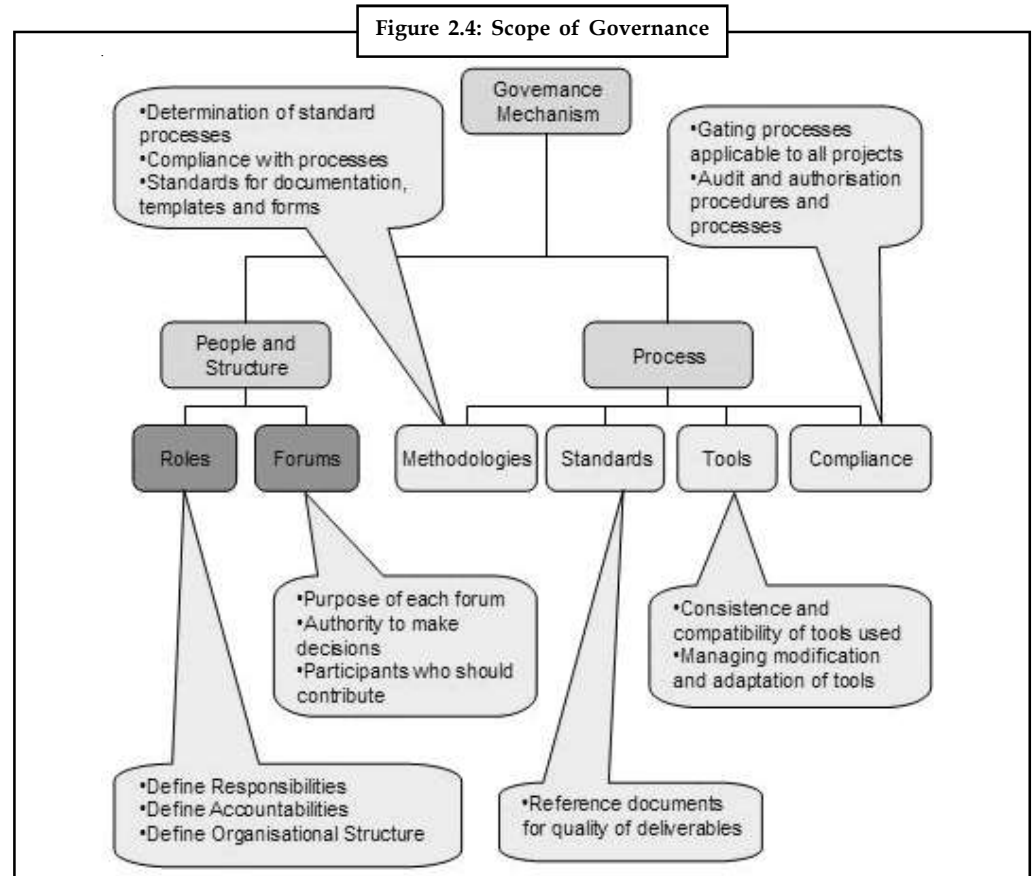 Figure 2.4: Scope of Governance
Governance
Mechanism
•Determination of standard
processes
•Compliance with processes
•Standards for documentation,
templates and forms
•Gating processes
applicable to all projects
•Audit and authorisation
procedures and
processes
People and
Structure
Process
Roles
Forums
Methodologies
Standards
Tools
Compliance
•Purpose of each forum
•Authority to make
decisions
•Participants who should
contribute
•Consistence and
compatibility of tools used
•Managing modification
and adaptation of tools
•Define Responsibilities
•Define Accountabilities
•Define Organisational Structure
•Reference documents
for quality of deliverables